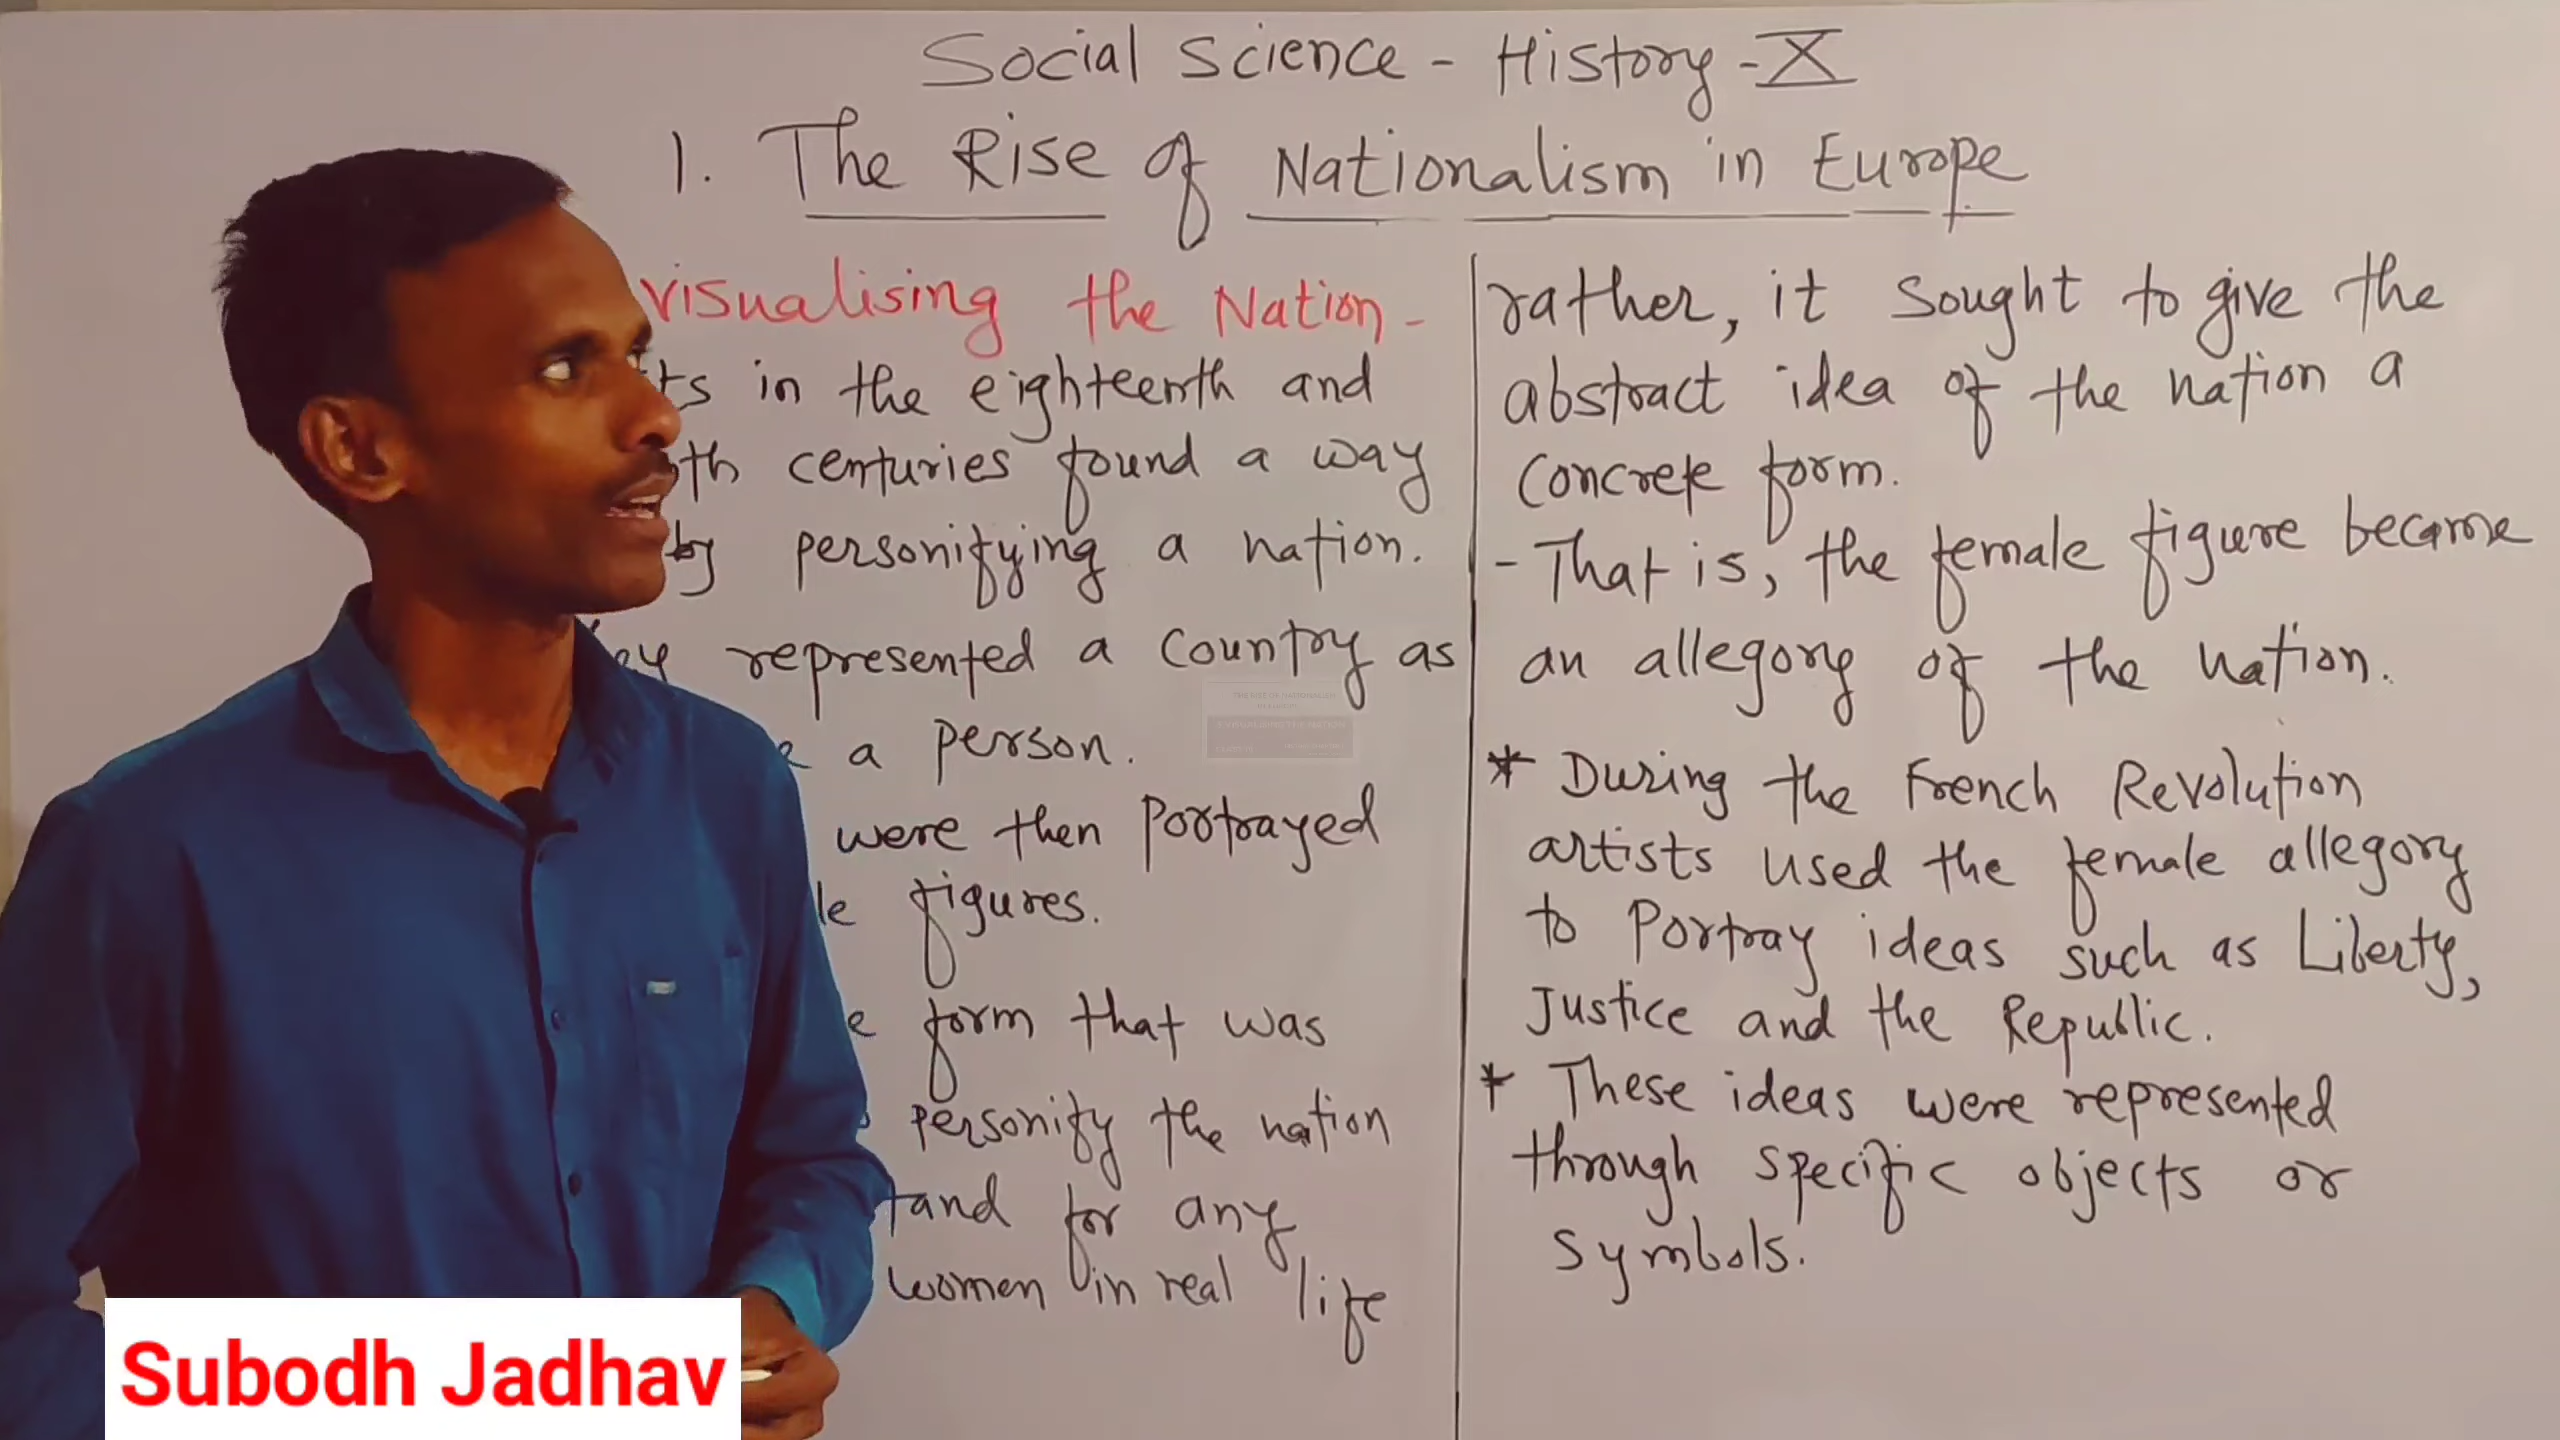 Social Science - History - X
1. The Rise of Nationalism in Europe
visualising the Nation -
ts in the eighteenth and
th centuries found a way
by personifying a nation.
ey represented a country as
a person.
were then portrayed
le figures.
e form that was
personify the nation
tand for any
women in real life
rather, it sought to give the
abstract idea of the nation a
concrete form.
- That is, the female figure became
an allegory of the nation.
* During the French Revolution
artists used the female allegory
to portray ideas such as Liberty,
Justice and the Republic.
* These ideas were represented
through specific objects or
symbols.
Subodh Jadhav